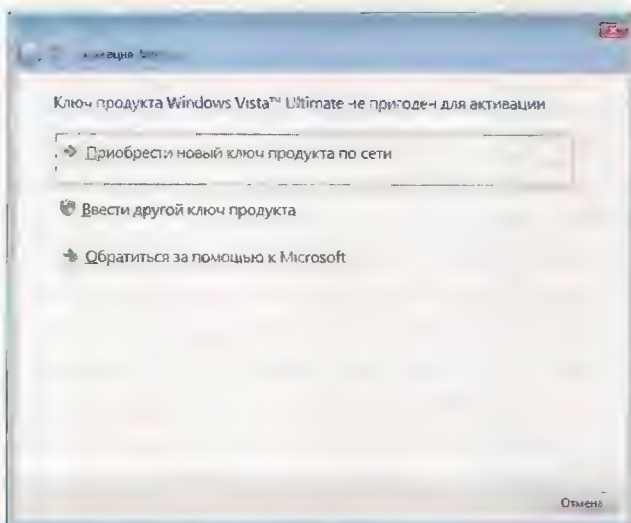 Ключ продукта Windows Vista™ Ultimate не пригоден для активации
Приобрести новый ключ продукта по сети
Ввести другой ключ продукта
Обратиться за помощью к Microsoft
Отмена